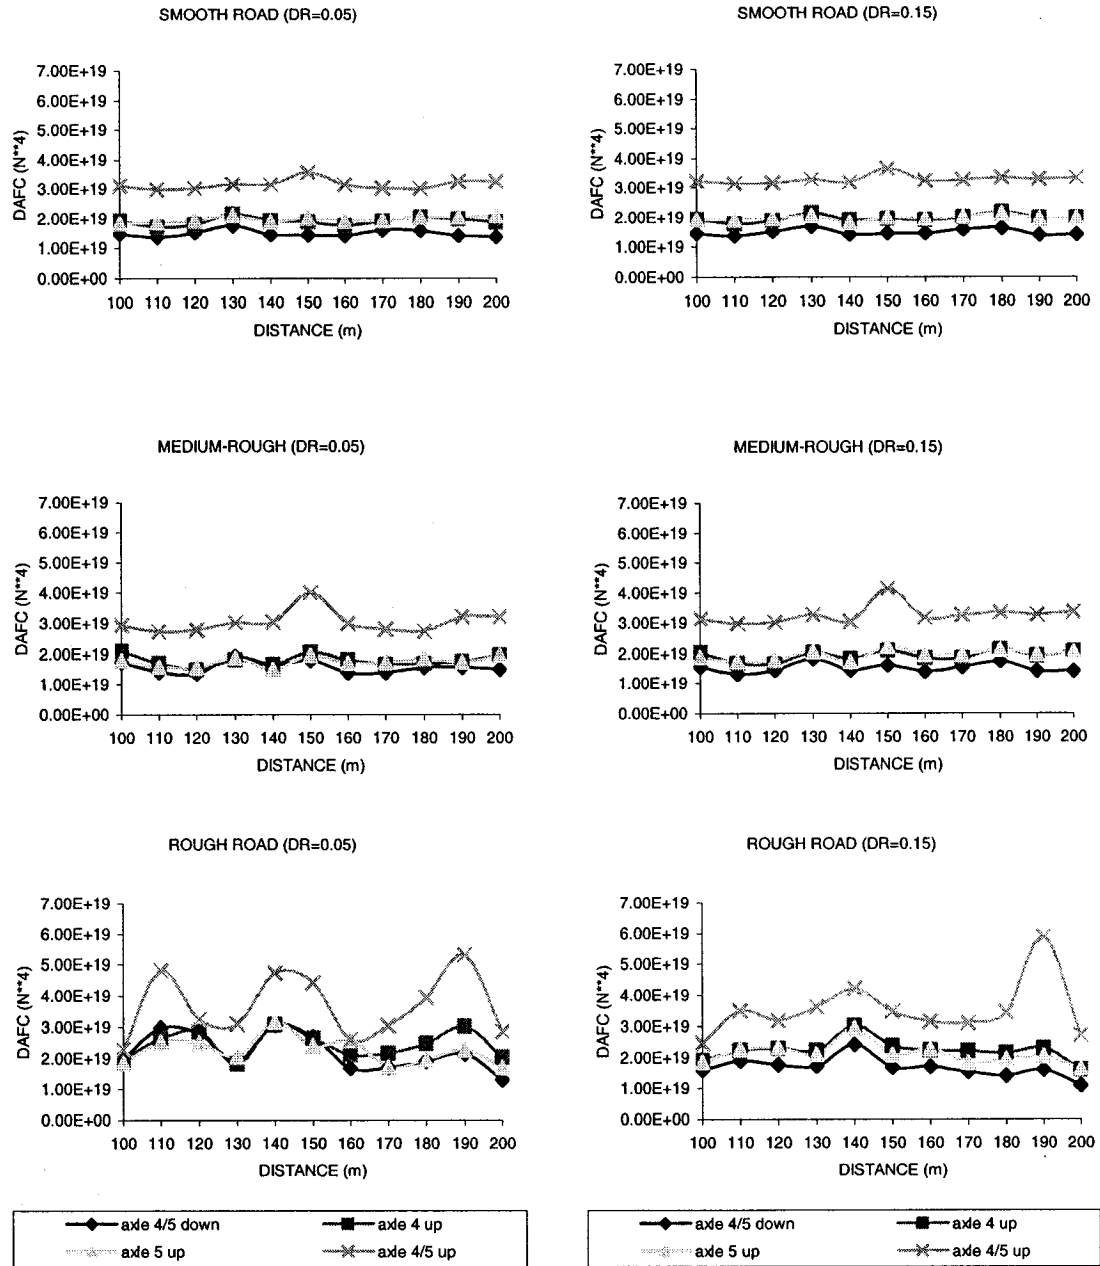 SMOOTH ROAD (DR=0.05)
7.00E+19
6.00E+19
5.00E+19
4.00E+19
3.00E+19
2.00E+19
1.00E+19
0.00E+00
DAFC (N**4)
100 110 120 130 140 150 160 170 180 190 200
DISTANCE (m)
SMOOTH ROAD (DR=0.15)
7.00E+19
6.00E+19
5.00E+19
4.00E+19
3.00E+19
2.00E+19
1.00E+19
0.00E+00
DAFC (N**4)
100 110 120 130 140 150 160 170 180 190 200
DISTANCE (m)
MEDIUM-ROUGH (DR=0.05)
7.00E+19
6.00E+19
5.00E+19
4.00E+19
3.00E+19
2.00E+19
1.00E+19
0.00E+00
DAFC (N**4)
100 110 120 130 140 150 160 170 180 190 200
DISTANCE (m)
MEDIUM-ROUGH (DR=0.15)
7.00E+19
6.00E+19
5.00E+19
4.00E+19
3.00E+19
2.00E+19
1.00E+19
0.00E+00
DAFC (N**4)
100 110 120 130 140 150 160 170 180 190 200
DISTANCE (m)
ROUGH ROAD (DR=0.05)
7.00E+19
6.00E+19
5.00E+19
4.00E+19
3.00E+19
2.00E+19
1.00E+19
0.00E+00
DAFC (N**4)
100 110 120 130 140 150 160 170 180 190 200
DISTANCE (m)
ROUGH ROAD (DR=0.15)
7.00E+19
6.00E+19
5.00E+19
4.00E+19
3.00E+19
2.00E+19
1.00E+19
0.00E+00
DAFC (N**4)
100 110 120 130 140 150 160 170 180 190 200
DISTANCE (m)
axle 4/5 down axle 4 up
axle 5 up axle 4/5 up
axle 4/5 down axle 4 up
axle 5 up axle 4/5 up